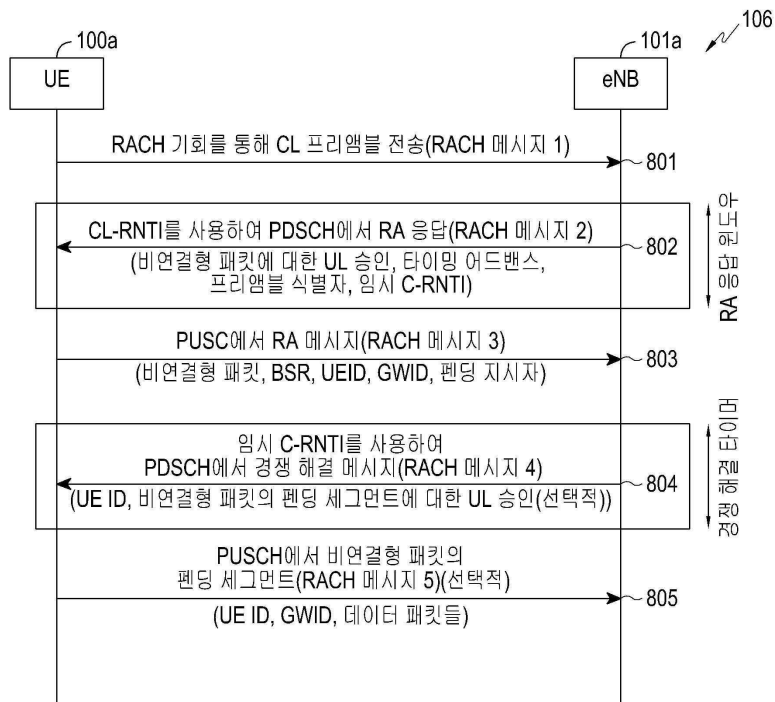 106
100a
101a
UE
eNB
RACH 기회를 통해 CL 프리앰블 전송(RACH 메시지 1)
801
CL-RNTI를 사용하여 PDSCH에서 RA 응답(RACH 메시지 2)
802
(비연결형 패킷에 대한 UL 승인, 타이밍 어드밴스,
프리앰블 식별자, 임시 C-RNTI)
RA 응답 윈도우
PUSC에서 RA 메시지(RACH 메시지 3)
803
(비연결형 패킷, BSR, UEID, GWID, 펜딩 지시자)
임시 C-RNTI를 사용하여
PDSCH에서 경쟁 해결 메시지(RACH 메시지 4)
804
(UE ID, 비연결형 패킷의 펜딩 세그먼트에 대한 UL 승인(선택적))
경쟁 해결 타이머
PUSCH에서 비연결형 패킷의
펜딩 세그먼트(RACH 메시지 5)(선택적)
805
(UE ID, GWID, 데이터 패킷들)